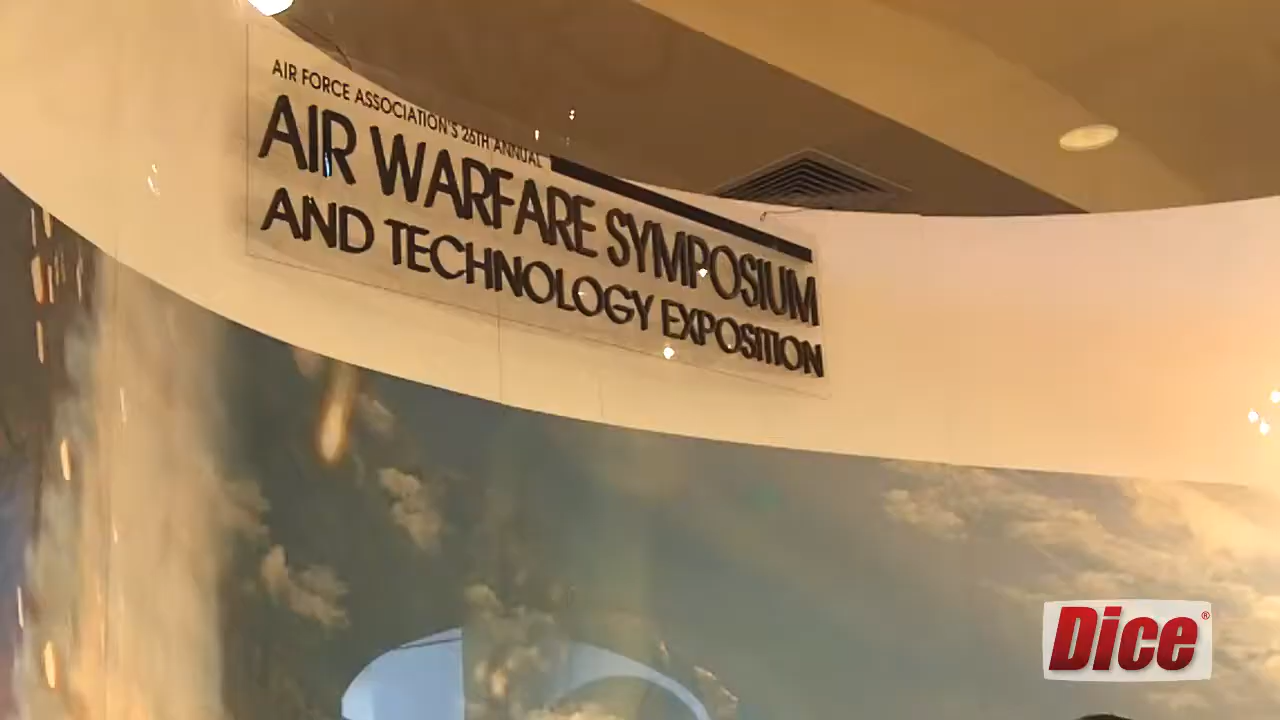 AIR FORCE ASSOCIATION'S 26TH ANNUAL
AIR WARFARE SYMPOSIUM
AND TECHNOLOGY EXPOSITION
Dice®